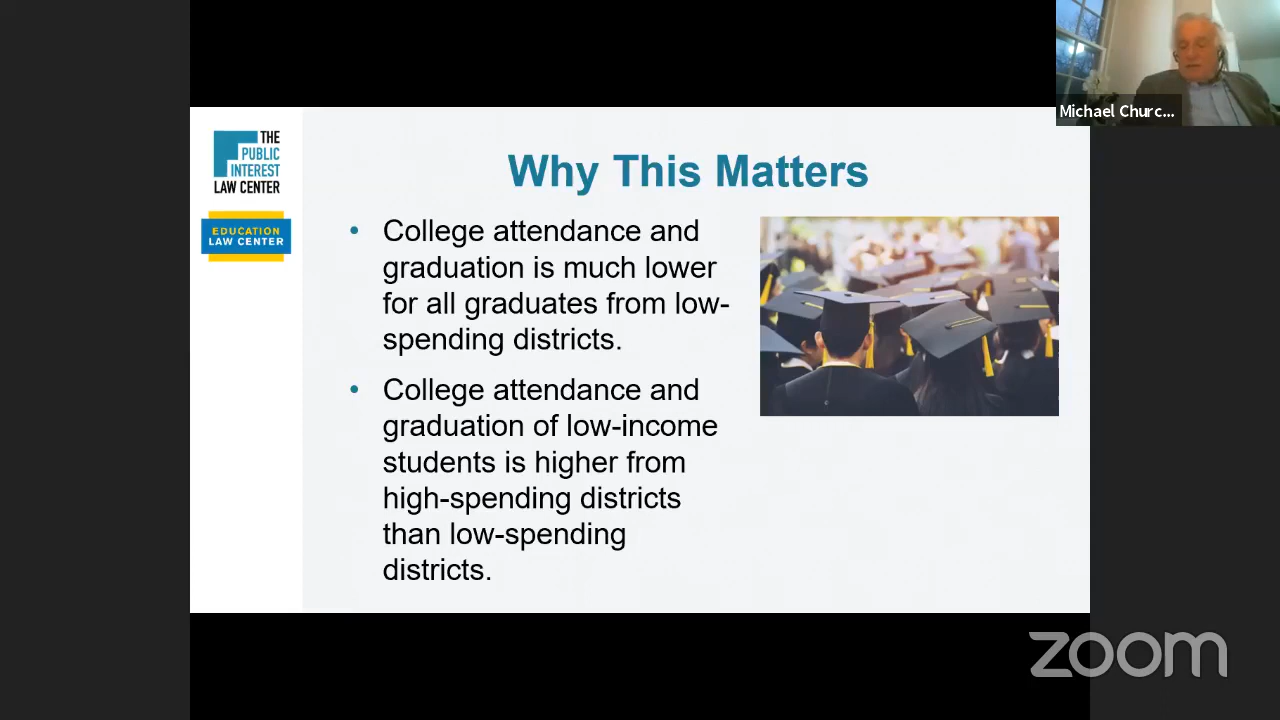 Michael Churc...
THE
PUBLIC
INTEREST
LAW CENTER
EDUCATION
LAW CENTER
Why This Matters
• College attendance and
graduation is much lower
for all graduates from low-
spending districts.
• College attendance and
graduation of low-income
students is higher from
high-spending districts
than low-spending
districts.
zoom